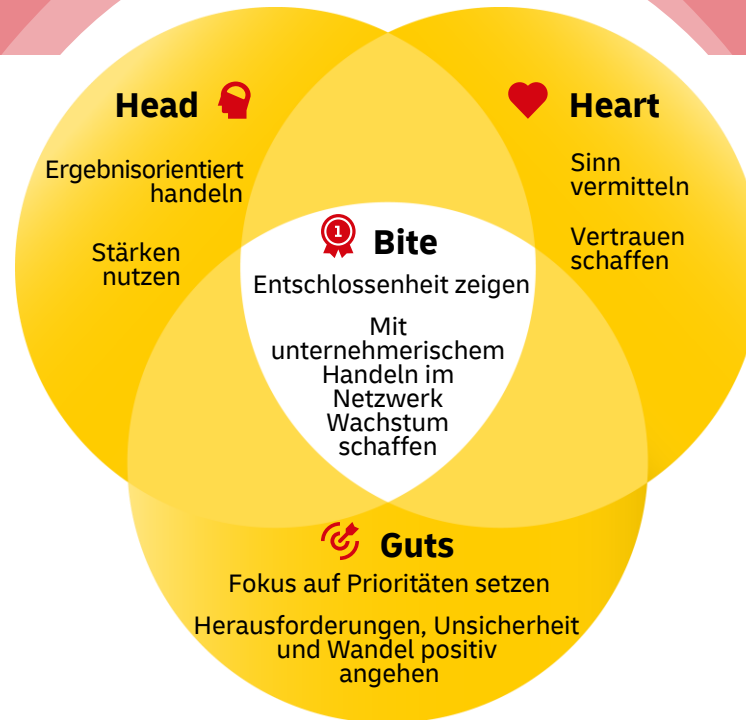 Head
Ergebnisorientiert
handeln
Stärken
nutzen
Heart
Sinn
vermitteln
Vertrauen
schaffen
1
Bite
Entschlossenheit zeigen
Mit
unternehmerischem
Handeln im
Netzwerk
Wachstum
schaffen
Guts
Fokus auf Prioritäten setzen
Herausforderungen, Unsicherheit
und Wandel positiv
angehen